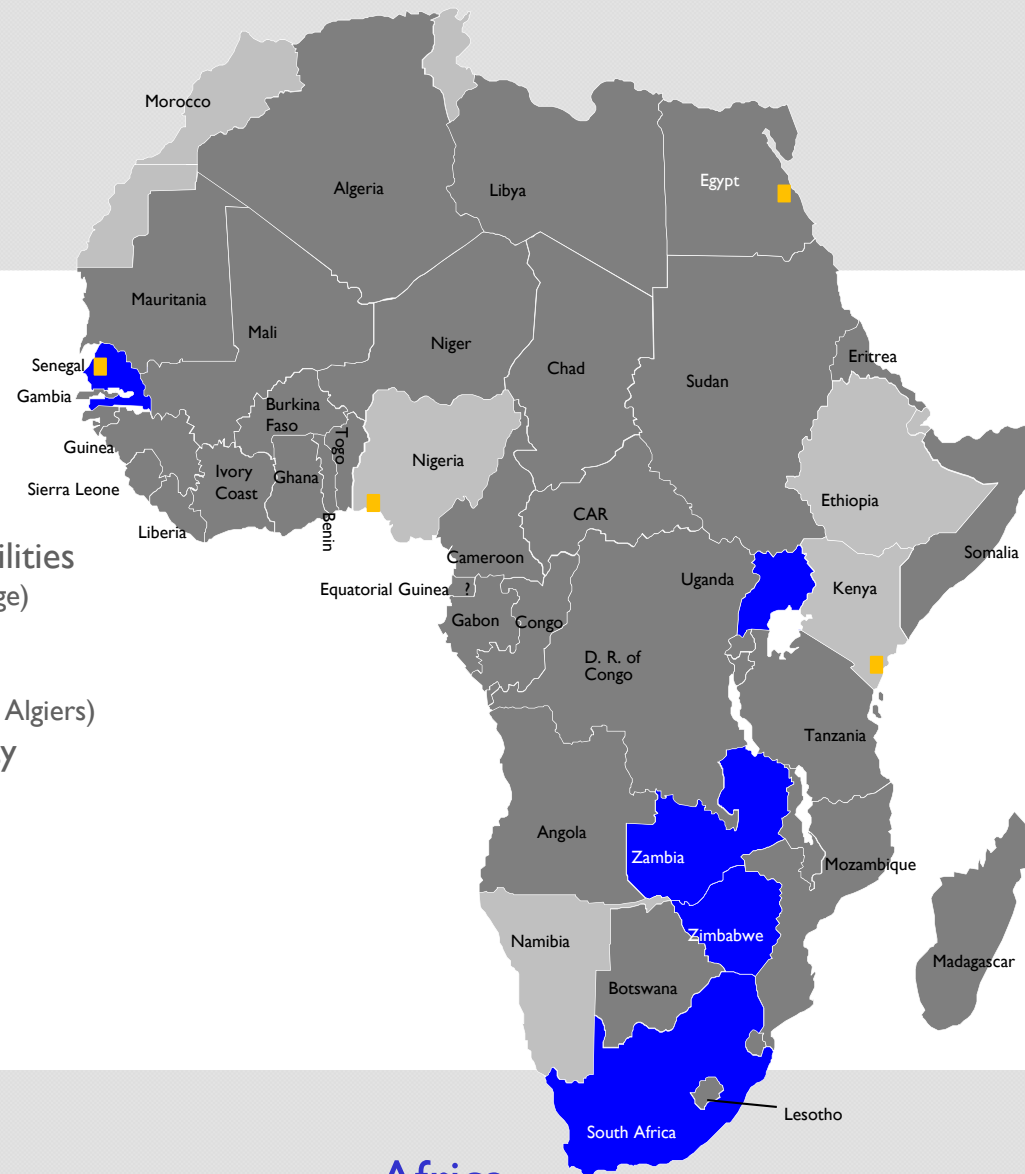 Morocco
Algeria
Libya
Egypt
Mauritania
Mali
Niger
Chad
Sudan
Eritrea
Senegal
Gambia
Burkina
Faso
Togo
Guinea
Ivory
Coast
Ghana
Nigeria
Ethiopia
Sierra Leone
CAR
Liberia
Benin
Somalia
ilities
Cameroon
Uganda
Kenya
ge)
Equatorial Guinea
?
Gabon
Congo
D. R. of
Congo
Algiers)
Tanzania
y
Angola
Zambia
Mozambique
Namibia
Zimbabwe
Madagascar
Botswana
Lesotho
South Africa
Africa